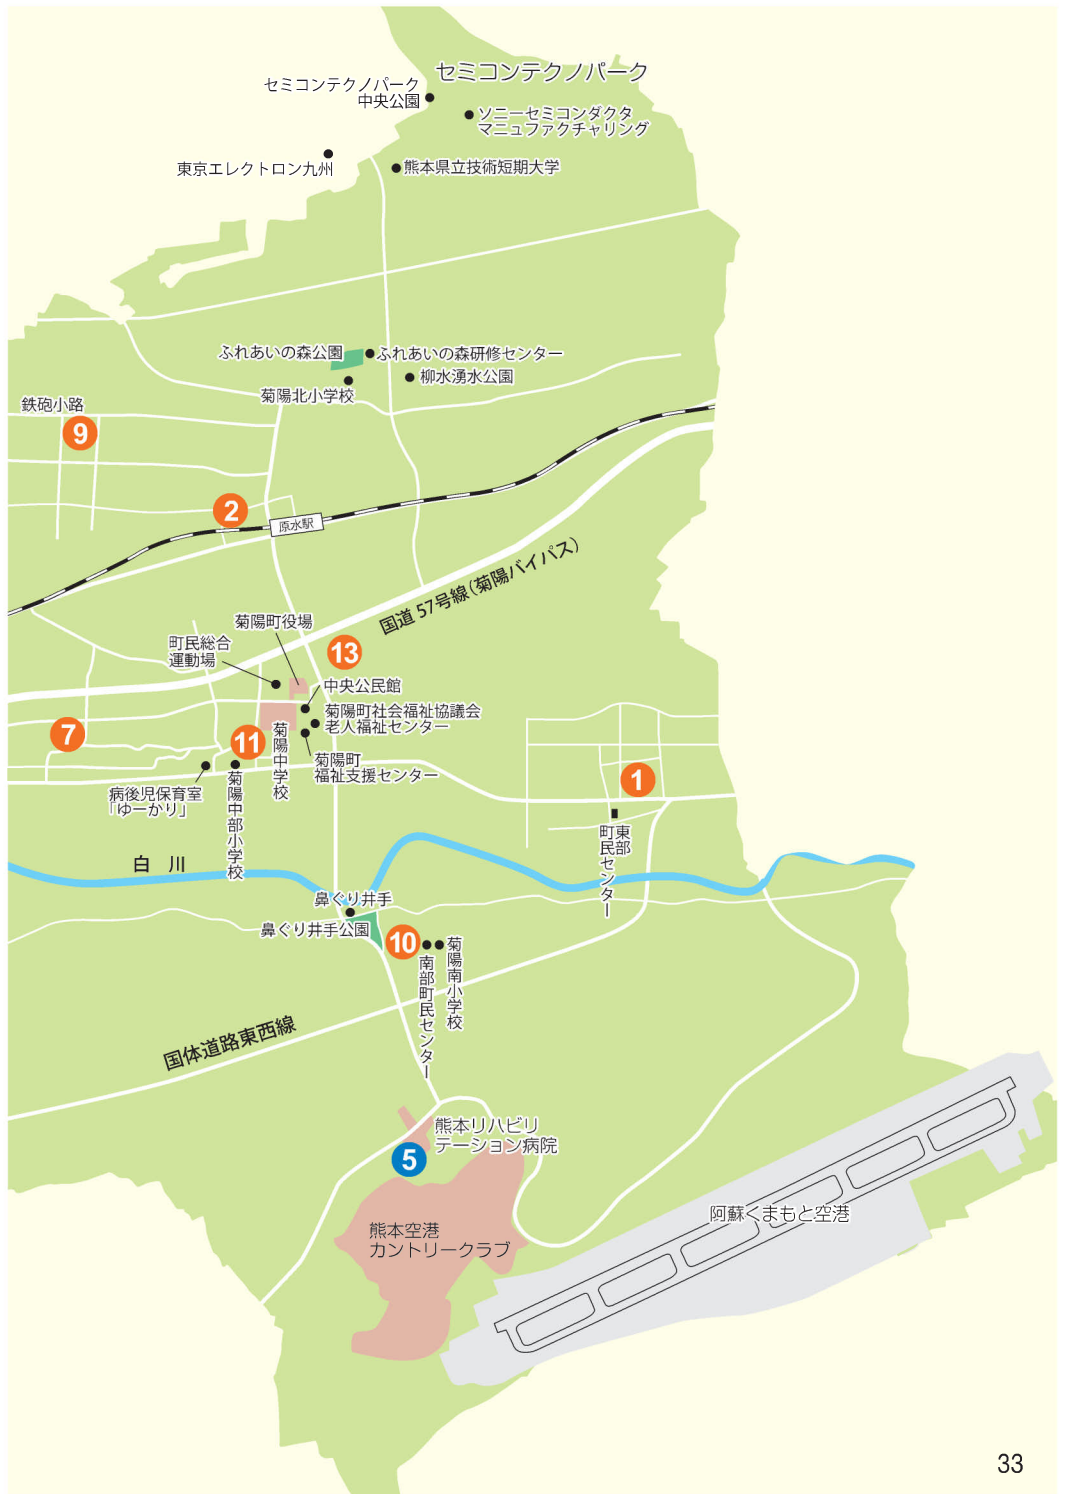 セミコンテクノパーク
セミコンテクノパーク
中央公園
ソニーセミコンダクタ
マニュファクチャリング
東京エレクトロン九州
熊本県立技術短期大学
ふれあいの森公園
ふれあいの森研修センター
柳水湧水公園
菊陽北小学校
鉄砲小路
9
2
原水駅
国道57号線(菊陽バイパス)
菊陽町役場
町民総合
運動場
13
中央公民館
菊陽町社会福祉協議会
老人福祉センター
7
11
菊陽中学校
菊陽町
福祉支援センター
1
病後児保育室
「ゆーかり」
菊陽中部小学校
東部
町民センター
白川
鼻ぐり井手
鼻ぐり井手公園
10
南部町民センター
菊陽南小学校
国体道路東西線
熊本リハビリ
テーション病院
5
阿蘇くまもと空港
熊本空港
カントリークラブ
33